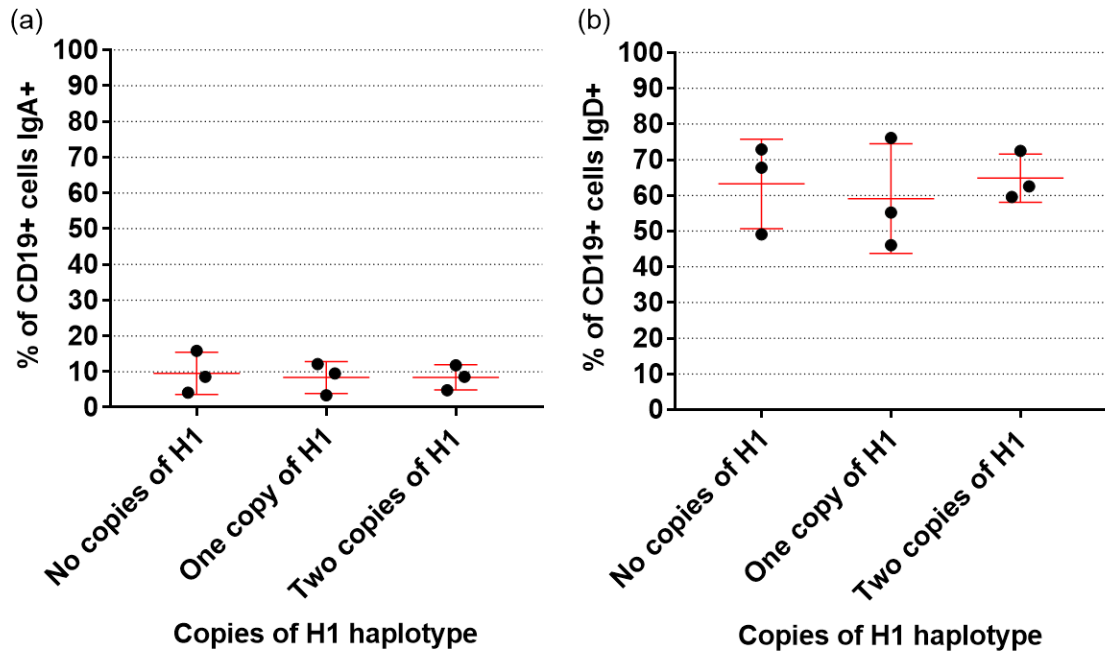 (a)
% of CD19+ cells IgA+
100
90
80
70
60
50
40
30
20
10
0
No copies of H1
One copy of H1
Two copies of H1
Copies of H1 haplotype
(b)
% of CD19+ cells IgD+
100
90
80
70
60
50
40
30
20
10
0
No copies of H1
One copy of H1
Two copies of H1
Copies of H1 haplotype